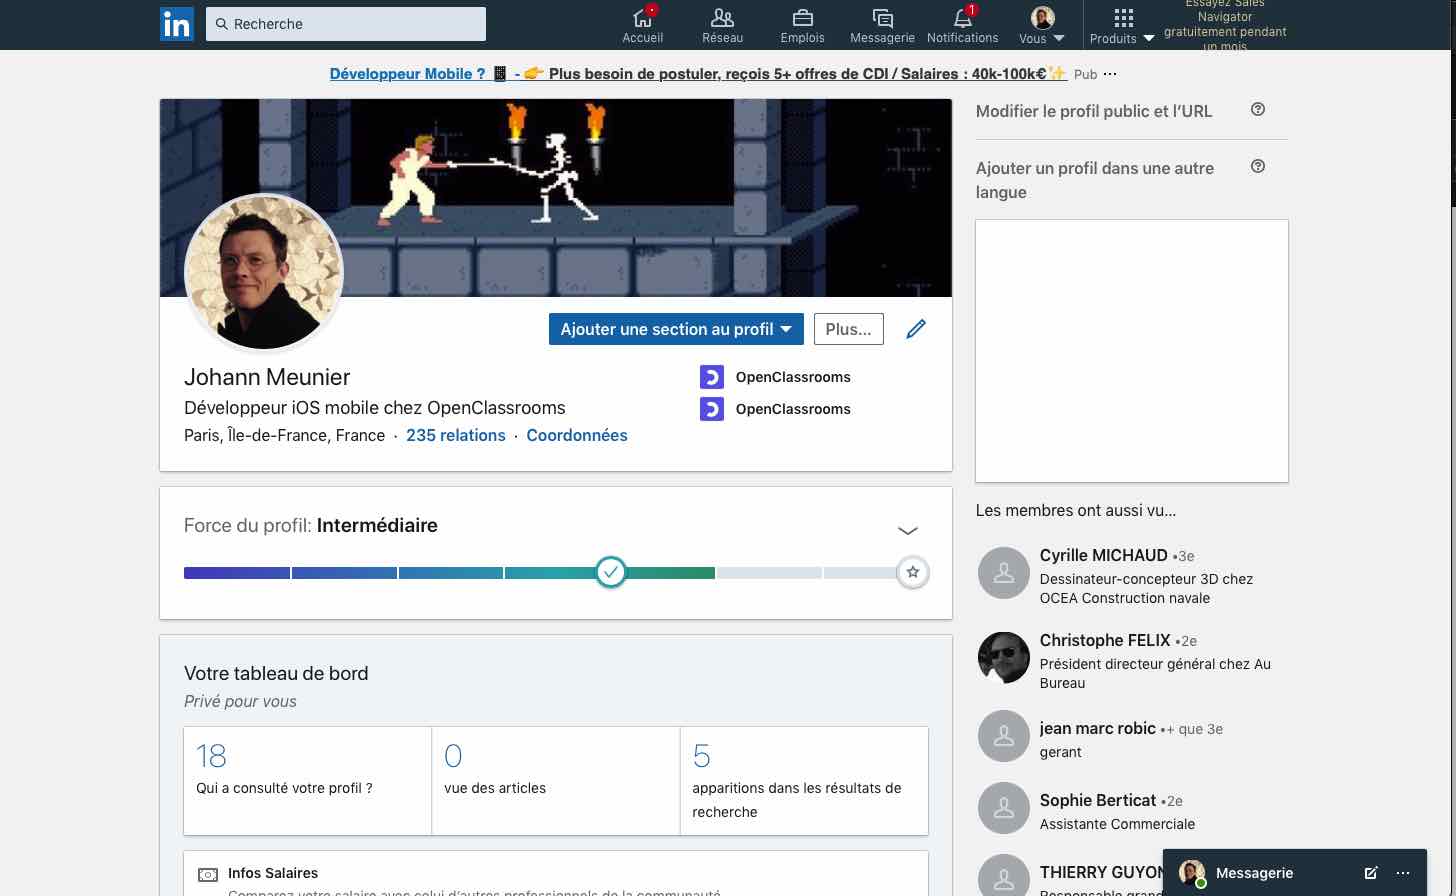 in
Recherche
Accueil
Réseau
Emplois
Messagerie
1
Notifications
Vous
Produits
Essayez Sales
Navigator
gratuitement pendant
un mois
Développeur Mobile ? 📱 - 👉 Plus besoin de postuler, reçois 5+ offres de CDI / Salaires : 40k-100k€✨ Pub ···
Ajouter une section au profil
Plus...
Johann Meunier
Développeur iOS mobile chez OpenClassrooms
Paris, Île-de-France, France · 235 relations · Coordonnées
OpenClassrooms
OpenClassrooms
Force du profil: Intermédiaire
Votre tableau de bord
Privé pour vous
18
Qui a consulté votre profil ?
0
vue des articles
5
apparitions dans les résultats de
recherche
Infos Salaires
Comparez votre salaire avec celui d'autres professionnels de la communauté
Modifier le profil public et l'URL
?
Ajouter un profil dans une autre
langue
?
Les membres ont aussi vu...
Cyrille MICHAUD •3e
Dessinateur-concepteur 3D chez
OCEA Construction navale
Christophe FELIX •2e
Président directeur général chez Au
Bureau
jean marc robic •+ que 3e
gerant
Sophie Berticat •2e
Assistante Commerciale
THIERRY GUYON
Responsable
Messagerie
···